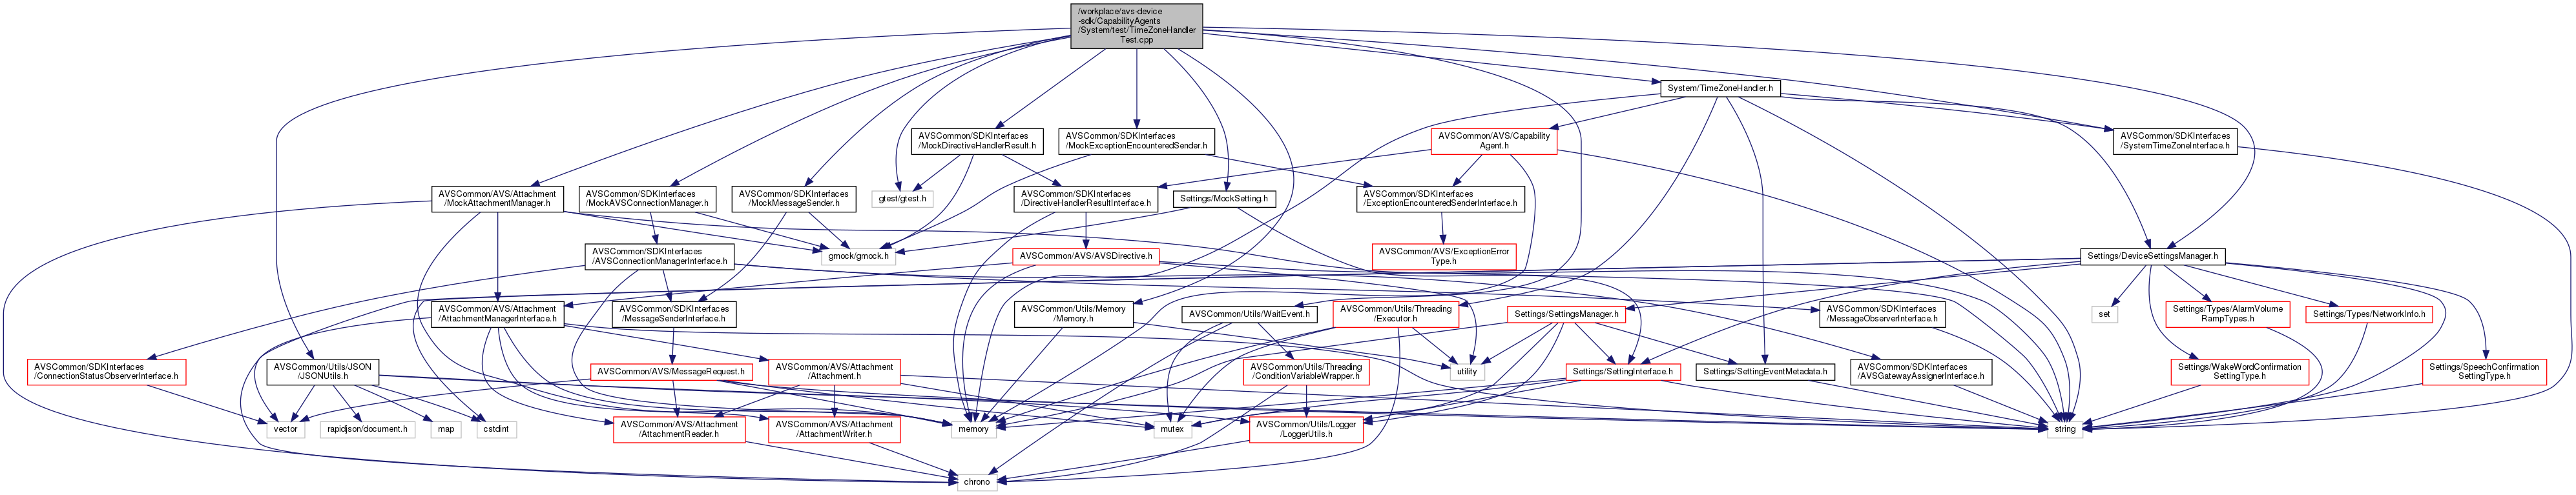 /workplace/avs-device
-sdk/CapabilityAgents
/System/test/TimeZoneHandler
Test.cpp
System/TimeZoneHandler.h
AVSCommon/SDKInterfaces
/MockDirectiveHandlerResult.h
AVSCommon/SDKInterfaces
/MockExceptionEncounteredSender.h
AVSCommon/AVS/Capability
Agent.h
AVSCommon/SDKInterfaces
/SystemTimeZoneInterface.h
AVSCommon/AVS/Attachment
/MockAttachmentManager.h
AVSCommon/SDKInterfaces
/MockAVSConnectionManager.h
AVSCommon/SDKInterfaces
/MockMessageSender.h
gtest/gtest.h
AVSCommon/SDKInterfaces
/DirectiveHandlerResultInterface.h
Settings/MockSetting.h
AVSCommon/SDKInterfaces
/ExceptionEncounteredSenderInterface.h
AVSCommon/SDKInterfaces
/AVSConnectionManagerInterface.h
gmock/gmock.h
AVSCommon/AVS/AVSDirective.h
AVSCommon/AVS/ExceptionError
Type.h
Settings/DeviceSettingsManager.h
AVSCommon/AVS/Attachment
/AttachmentManagerInterface.h
AVSCommon/SDKInterfaces
/MessageSenderInterface.h
AVSCommon/Utils/Memory
/Memory.h
AVSCommon/Utils/WaitEvent.h
AVSCommon/Utils/Threading
/Executor.h
Settings/SettingsManager.h
AVSCommon/SDKInterfaces
/MessageObserverInterface.h
set
Settings/Types/AlarmVolume
RampTypes.h
Settings/Types/NetworkInfo.h
AVSCommon/SDKInterfaces
/ConnectionStatusObserverInterface.h
AVSCommon/Utils/JSON
/JSONUtils.h
AVSCommon/AVS/MessageRequest.h
AVSCommon/AVS/Attachment
/Attachment.h
AVSCommon/Utils/Threading
/ConditionVariableWrapper.h
utility
Settings/SettingInterface.h
Settings/SettingEventMetadata.h
AVSCommon/SDKInterfaces
/AVSGatewayAssignerInterface.h
Settings/WakeWordConfirmation
SettingType.h
Settings/SpeechConfirmation
SettingType.h
vector
rapidjson/document.h
map
cstdint
AVSCommon/AVS/Attachment
/AttachmentReader.h
AVSCommon/AVS/Attachment
/AttachmentWriter.h
memory
mutex
AVSCommon/Utils/Logger
/LoggerUtils.h
string
chrono